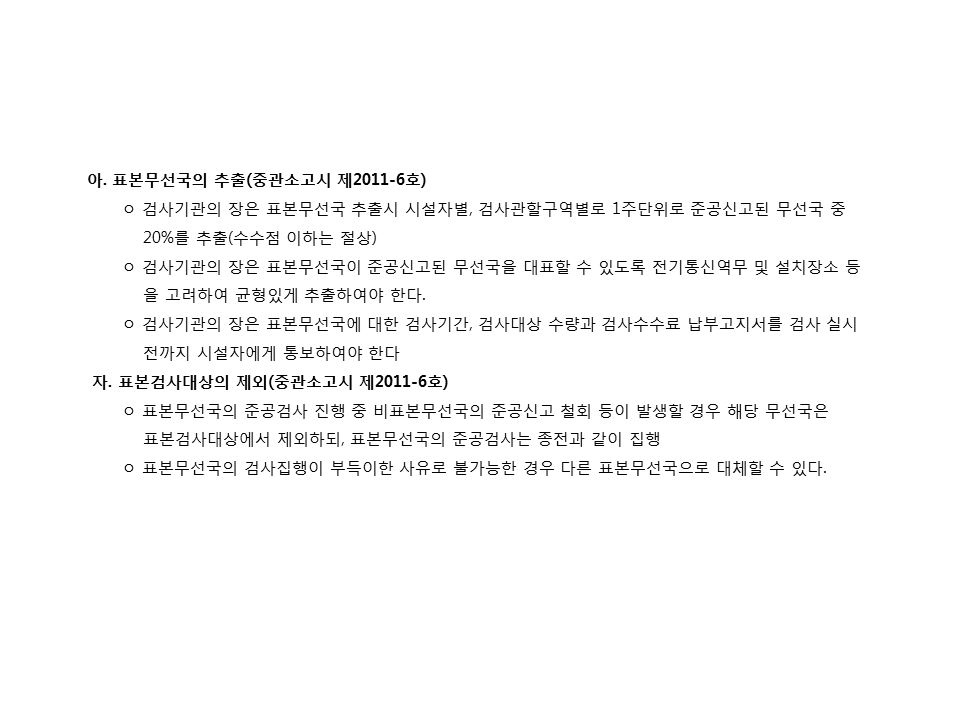 아. 표본무선국의 추출(중관소고시 제2011-6호)
ㅇ 검사기관의 장은 표본무선국 추출시 시설자별, 검사관할구역별로 1주단위로 준공신고된 무선국 중
20%를 추출(수수점 이하는 절상)
ㅇ 검사기관의 장은 표본무선국이 준공신고된 무선국을 대표할 수 있도록 전기통신역무 및 설치장소 등
을 고려하여 균형있게 추출하여야 한다.
ㅇ 검사기관의 장은 표본무선국에 대한 검사기간, 검사대상 수량과 검사수수료 납부고지서를 검사 실시
전까지 시설자에게 통보하여야 한다
자. 표본검사대상의 제외(중관소고시 제2011-6호)
ㅇ 표본무선국의 준공검사 진행 중 비표본무선국의 준공신고 철회 등이 발생할 경우 해당 무선국은
표본검사대상에서 제외하되, 표본무선국의 준공검사는 종전과 같이 집행
ㅇ 표본무선국의 검사집행이 부득이한 사유로 불가능한 경우 다른 표본무선국으로 대체할 수 있다.